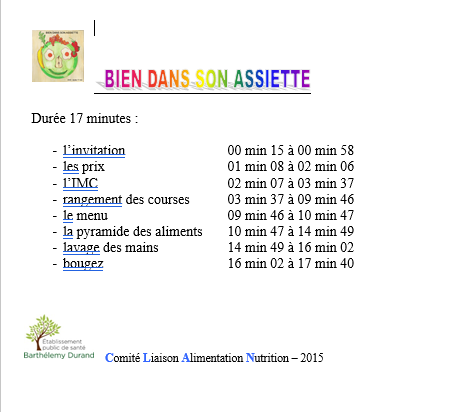 BIEN DANS SON ASSIETTE
Durée 17 minutes :
- l'invitation 00 min 15 à 00 min 58
- les prix 01 min 08 à 02 min 06
- l'IMC 02 min 07 à 03 min 37
- rangement des courses 03 min 37 à 09 min 46
- le menu 09 min 46 à 10 min 47
- la pyramide des aliments 10 min 47 à 14 min 49
- lavage des mains 14 min 49 à 16 min 02
- bougez 16 min 02 à 17 min 40
Etablissement
public de santé
Barthélemy Durand
Comité Liaison Alimentation Nutrition – 2015